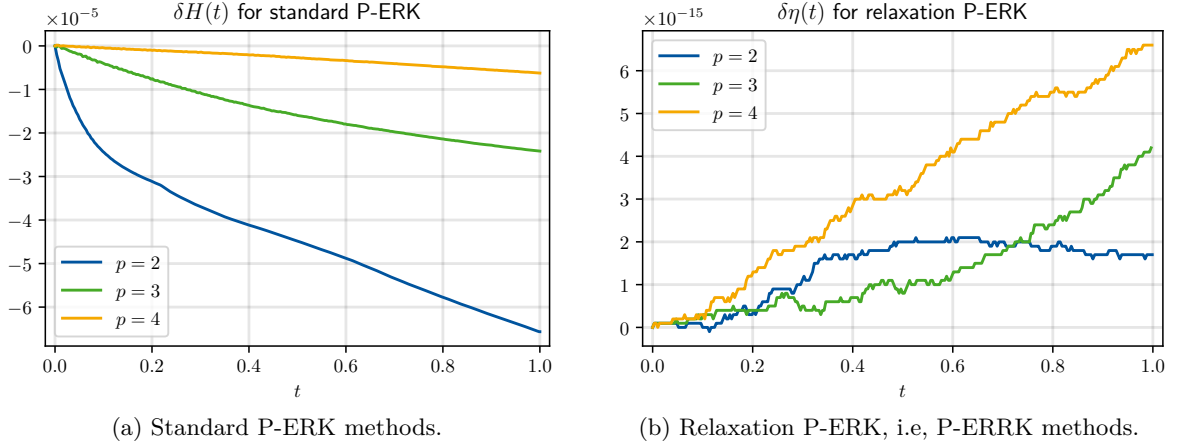 δH(t) for standard P-ERK
×10⁻⁵
0
−1
−2
−3
−4
−5
−6
p = 2
p = 3
p = 4
0.0 0.2 0.4 0.6 0.8 1.0
t
(a) Standard P-ERK methods.
δη(t) for relaxation P-ERK
×10⁻¹⁵
6
5
4
3
2
1
0
p = 2
p = 3
p = 4
0.0 0.2 0.4 0.6 0.8 1.0
t
(b) Relaxation P-ERK, i.e, P-ERRK methods.